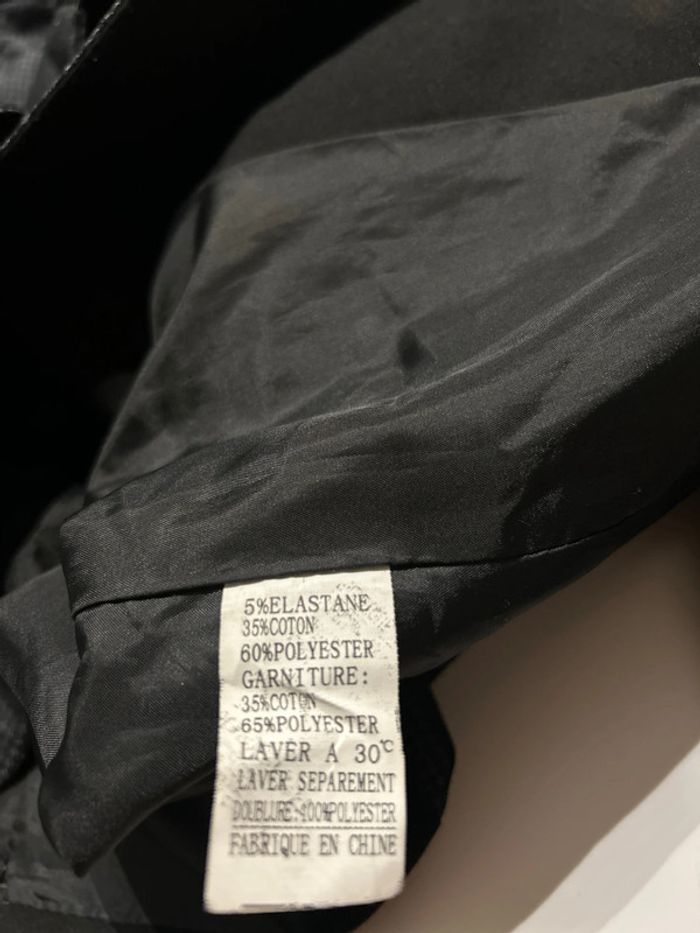 5%ELASTANE
35%COTON
60%POLYESTER
GARNITURE:
35%COTON
65%POLYESTER
LAVER A 30℃
LAVER SEPAREMENT
DOUBLURE:100%POLYESTER
FABRIQUE EN CHINE